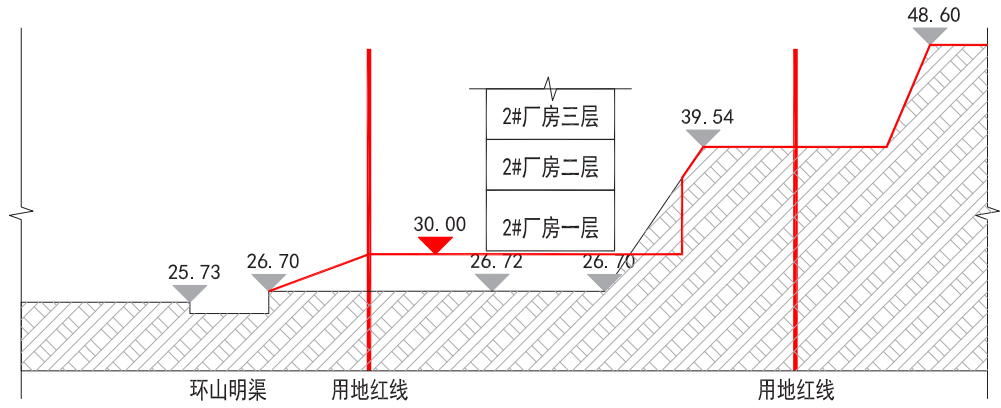 48.60
39.54
2#厂房三层
2#厂房二层
2#厂房一层
30.00
25.73
26.70
26.72
26.70
环山明渠
用地红线
用地红线